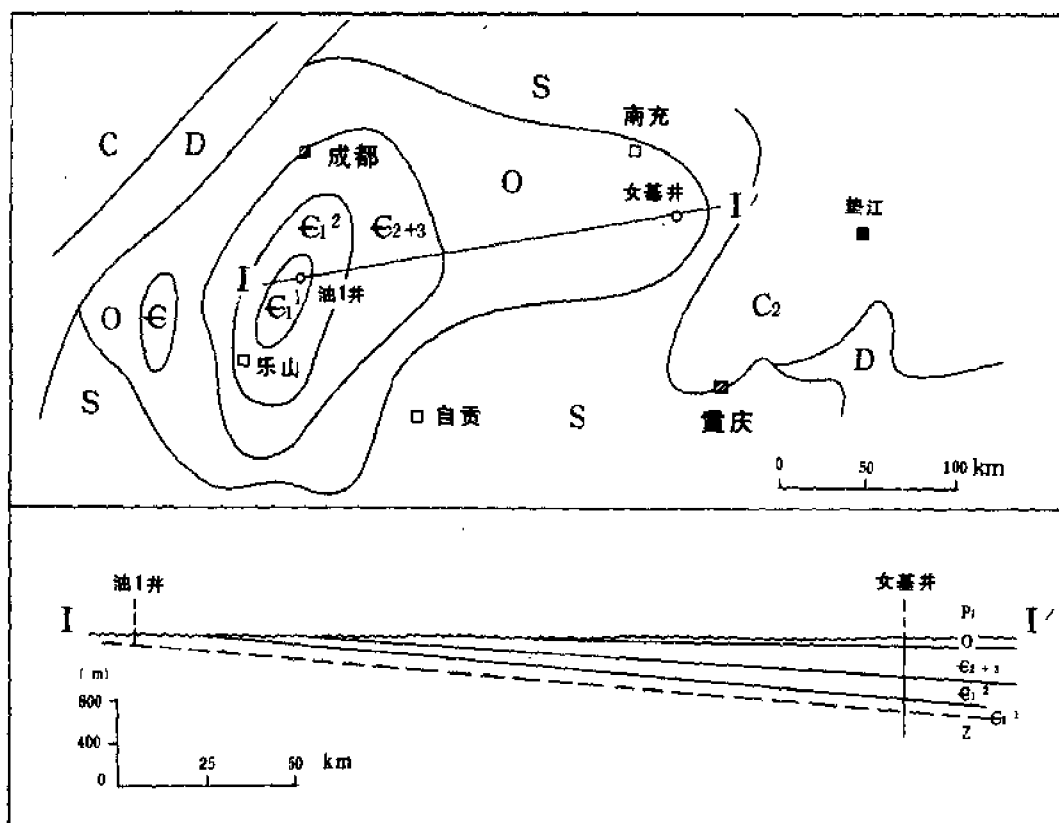 S
C
D
南充
成都
O
女基井
I
垫江
Є₁²
Є₂₊₃
I
油1井
Є₁¹
O
Є
C₂
D
乐山
S
自贡
S
重庆
0 50 100 km
油1井
女基井
I
P₁
I′
O
Є₂₊₃
(m)
Є₁²
800
Є₁¹
Z
400
0
25 50 km